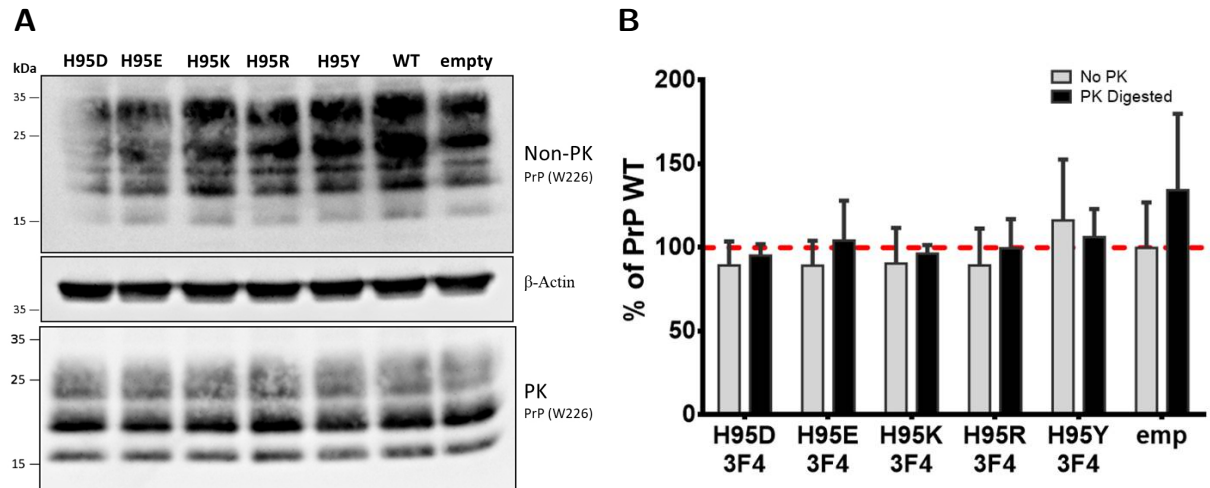 A
H95D H95E H95K H95R H95Y WT empty
kDa
35
25
15
Non-PK
PrP (W226)
β-Actin
35
35
25
15
PK
PrP (W226)
B
No PK
PK Digested
% of PrP WT
200
150
100
50
0
H95D H95E H95K H95R H95Y emp
3F4 3F4 3F4 3F4 3F4